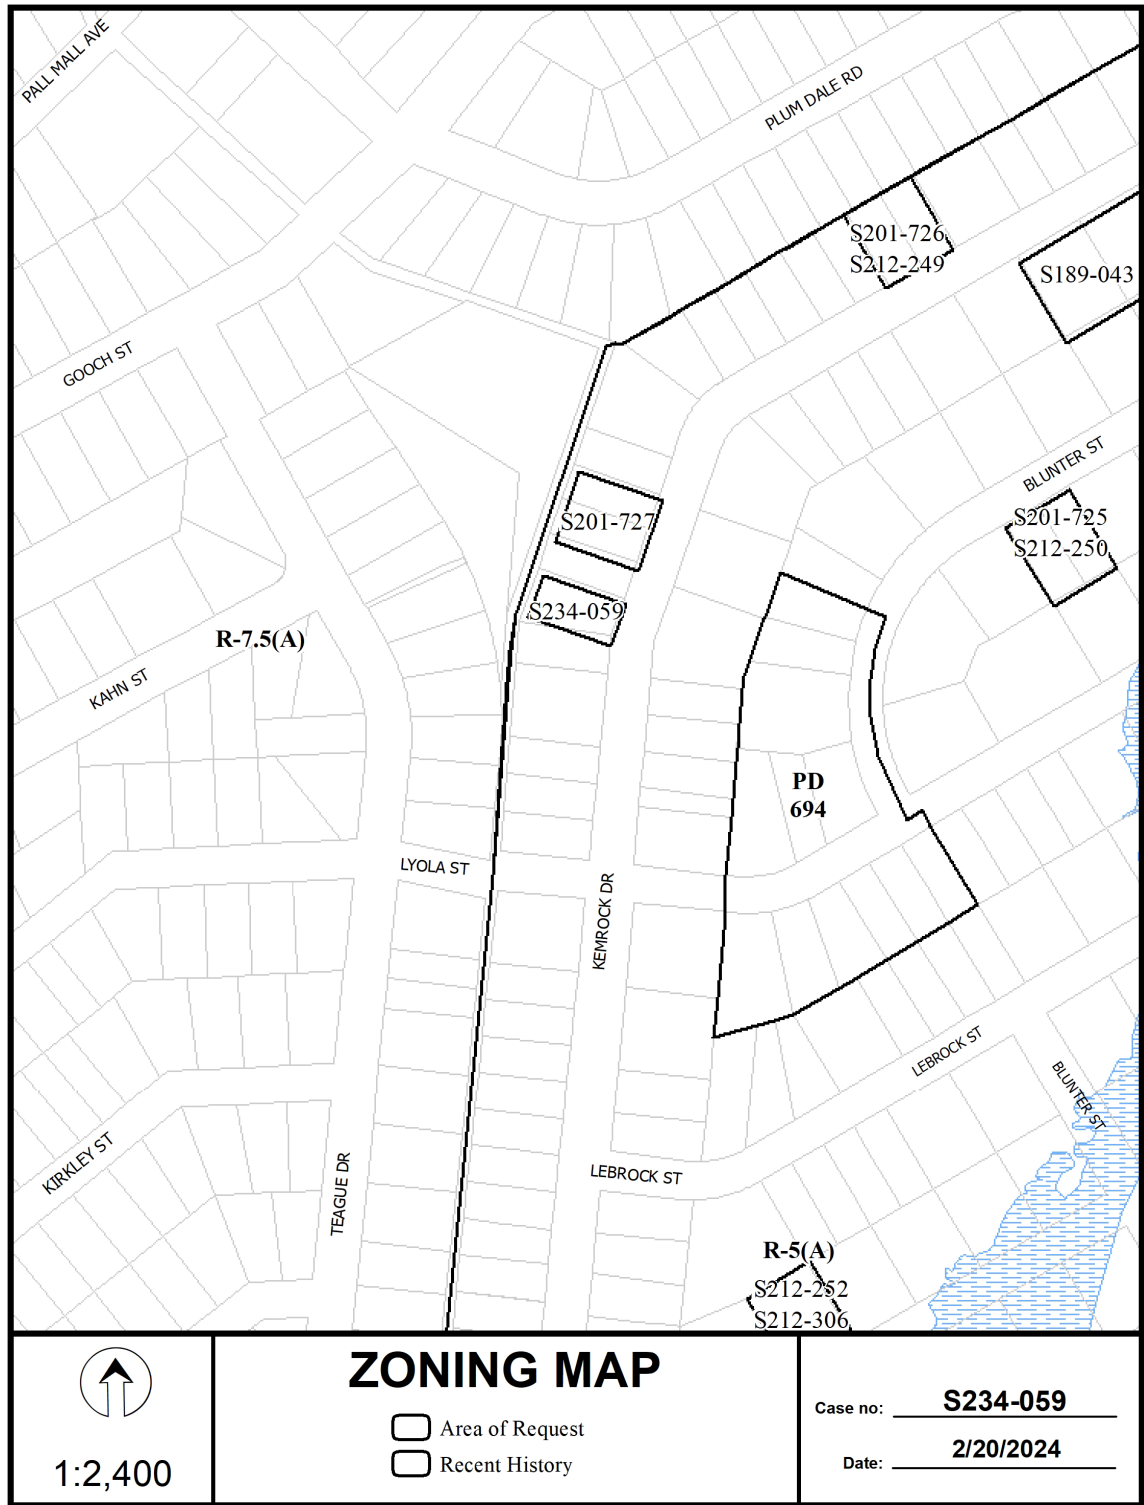 PALL MALL AVE
PLUM DALE RD
S201-726
S212-249
S189-043
GOOCH ST
BLUNTER ST
S201-727
S201-725
S212-250
S234-059
R-7.5(A)
KAHN ST
PD
694
LYOLA ST
KEMROCK DR
LEBROCK ST
BLUNTER ST
KIRKLEY ST
TEAGUE DR
LEBROCK ST
R-5(A)
S212-252
S212-306
1:2,400
ZONING MAP
Area of Request
Recent History
Case no: S234-059
Date: 2/20/2024